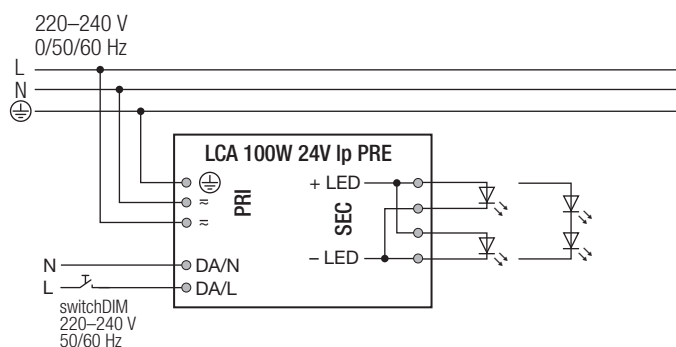 220–240 V
0/50/60 Hz
L
N
LCA 100W 24V lp PRE
PRI
≂
≂
+ LED
SEC
– LED
N
DA/N
L
DA/L
switchDIM
220–240 V
50/60 Hz